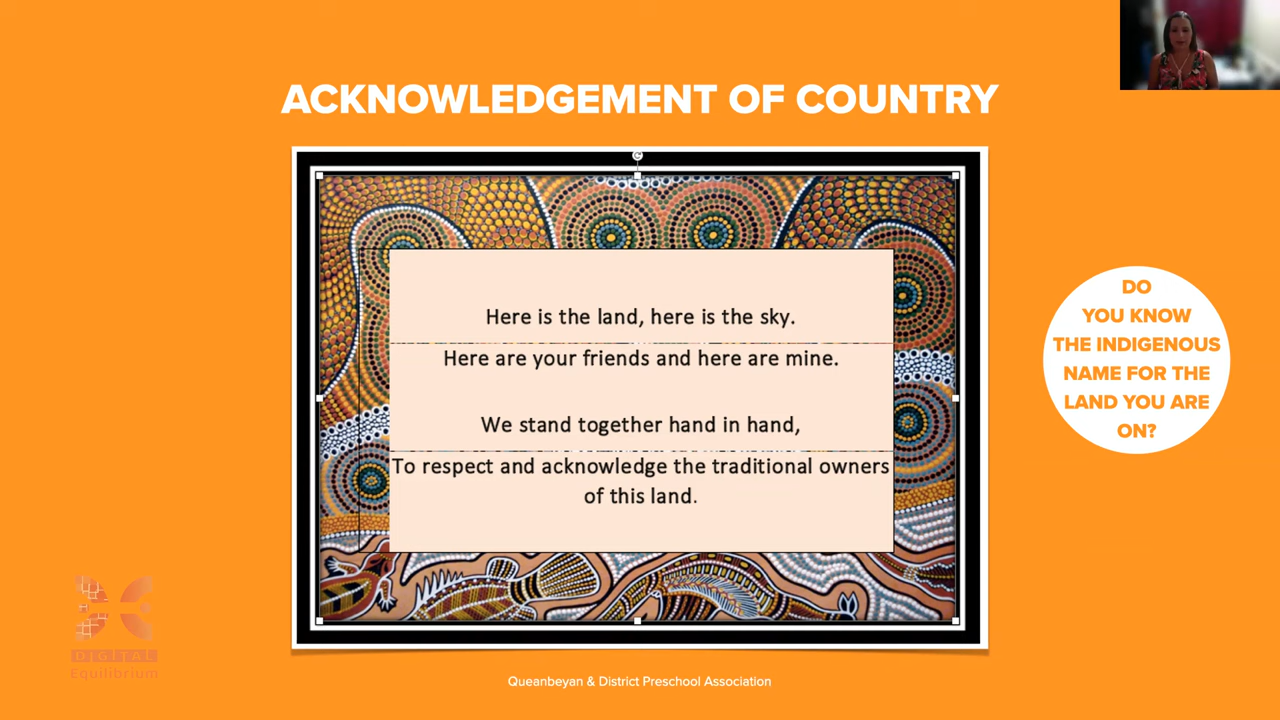 ACKNOWLEDGEMENT OF COUNTRY
Here is the land, here is the sky.
Here are your friends and here are mine.
We stand together hand in hand,
To respect and acknowledge the traditional owners
of this land.
DO
YOU KNOW
THE INDIGENOUS
NAME FOR THE
LAND YOU ARE
ON?
DIGITAL
Equilibrium
Queanbeyan & District Preschool Association